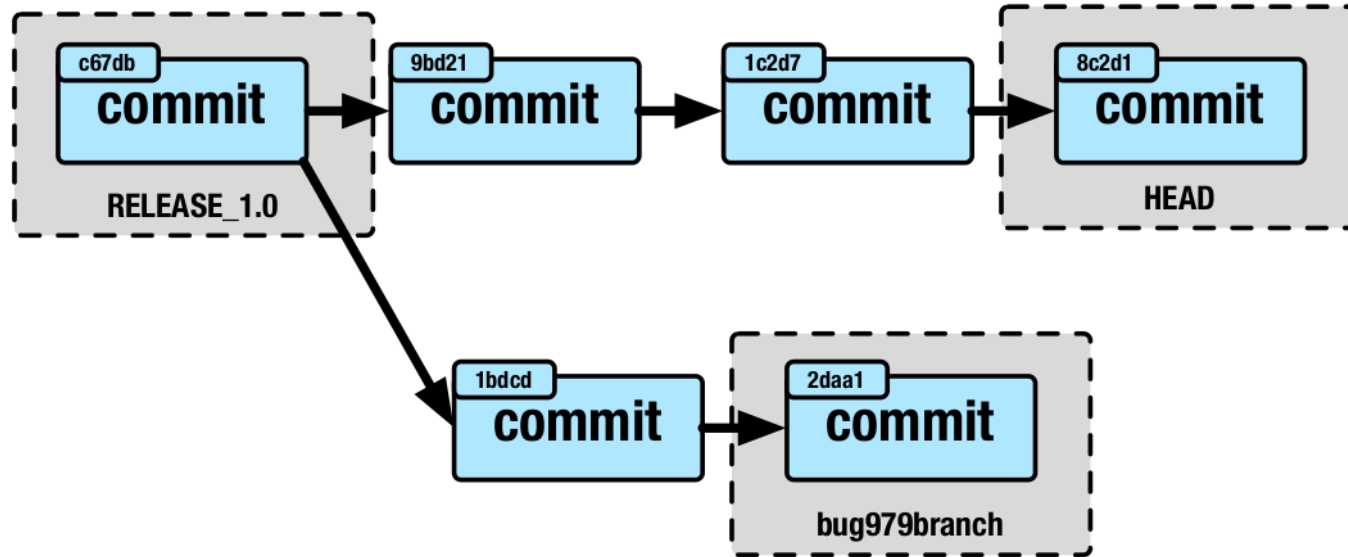 c67db
commit
RELEASE_1.0
9bd21
commit
1c2d7
commit
8c2d1
commit
HEAD
1bdcd
commit
2daa1
commit
bug979branch